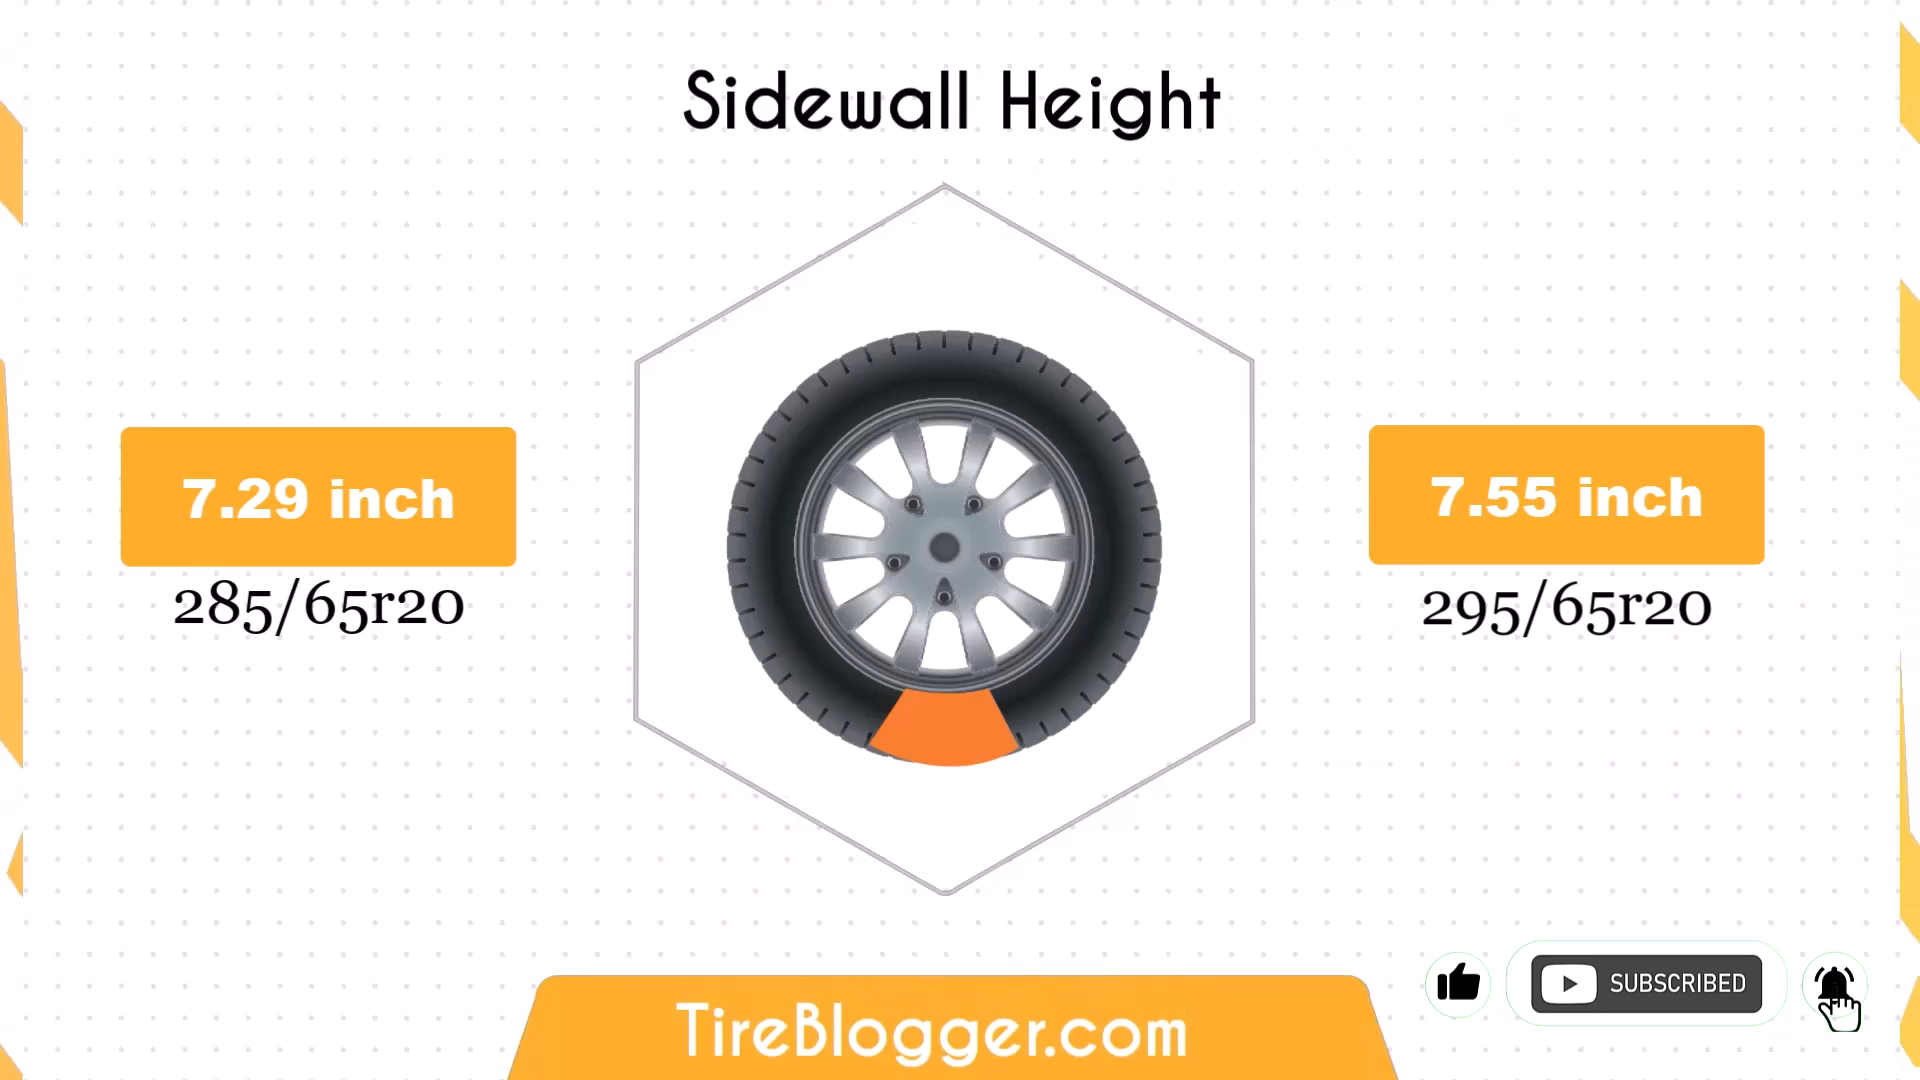 Sidewall Height
7.29 inch
285/65r20
7.55 inch
295/65r20
SUBSCRIBED
TireBlogger.com